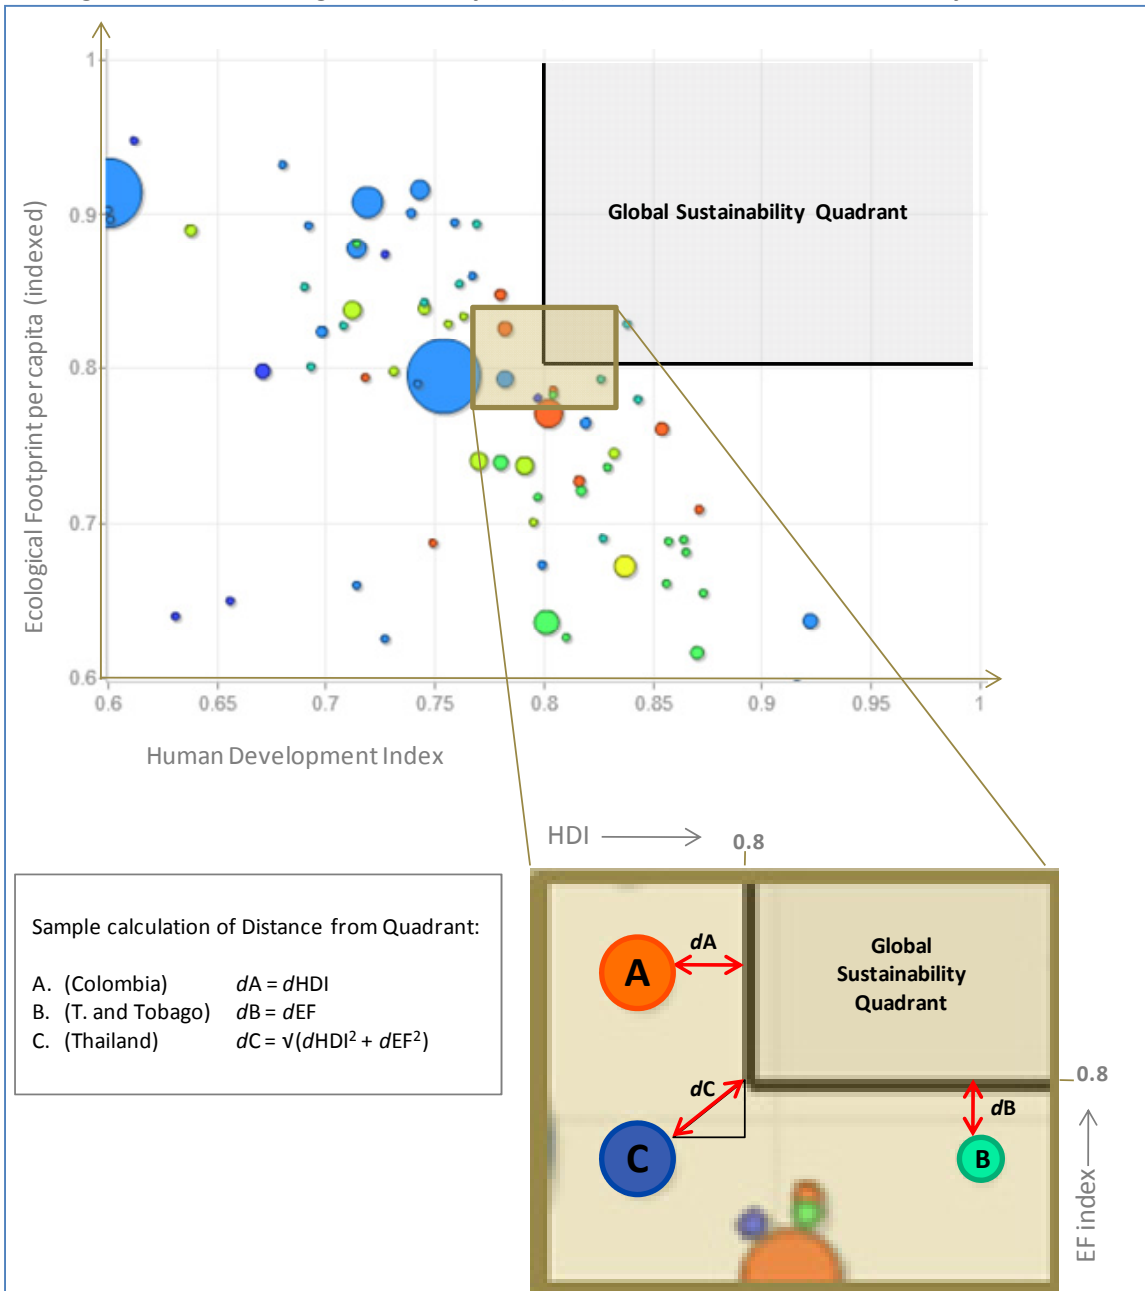 1
0.9
0.8
0.7
0.6
Ecological Footprint per capita (indexed)
Global Sustainability Quadrant
0.6 0.65 0.7 0.75 0.8 0.85 0.9 0.95 1
Human Development Index
HDI
0.8
Sample calculation of Distance from Quadrant:
A. (Colombia) dA = dHDI
B. (T. and Tobago) dB = dEF
C. (Thailand) dC = √(dHDI² + dEF²)
dA
A
Global
Sustainability
Quadrant
0.8
dC
dB
C
B
EF index